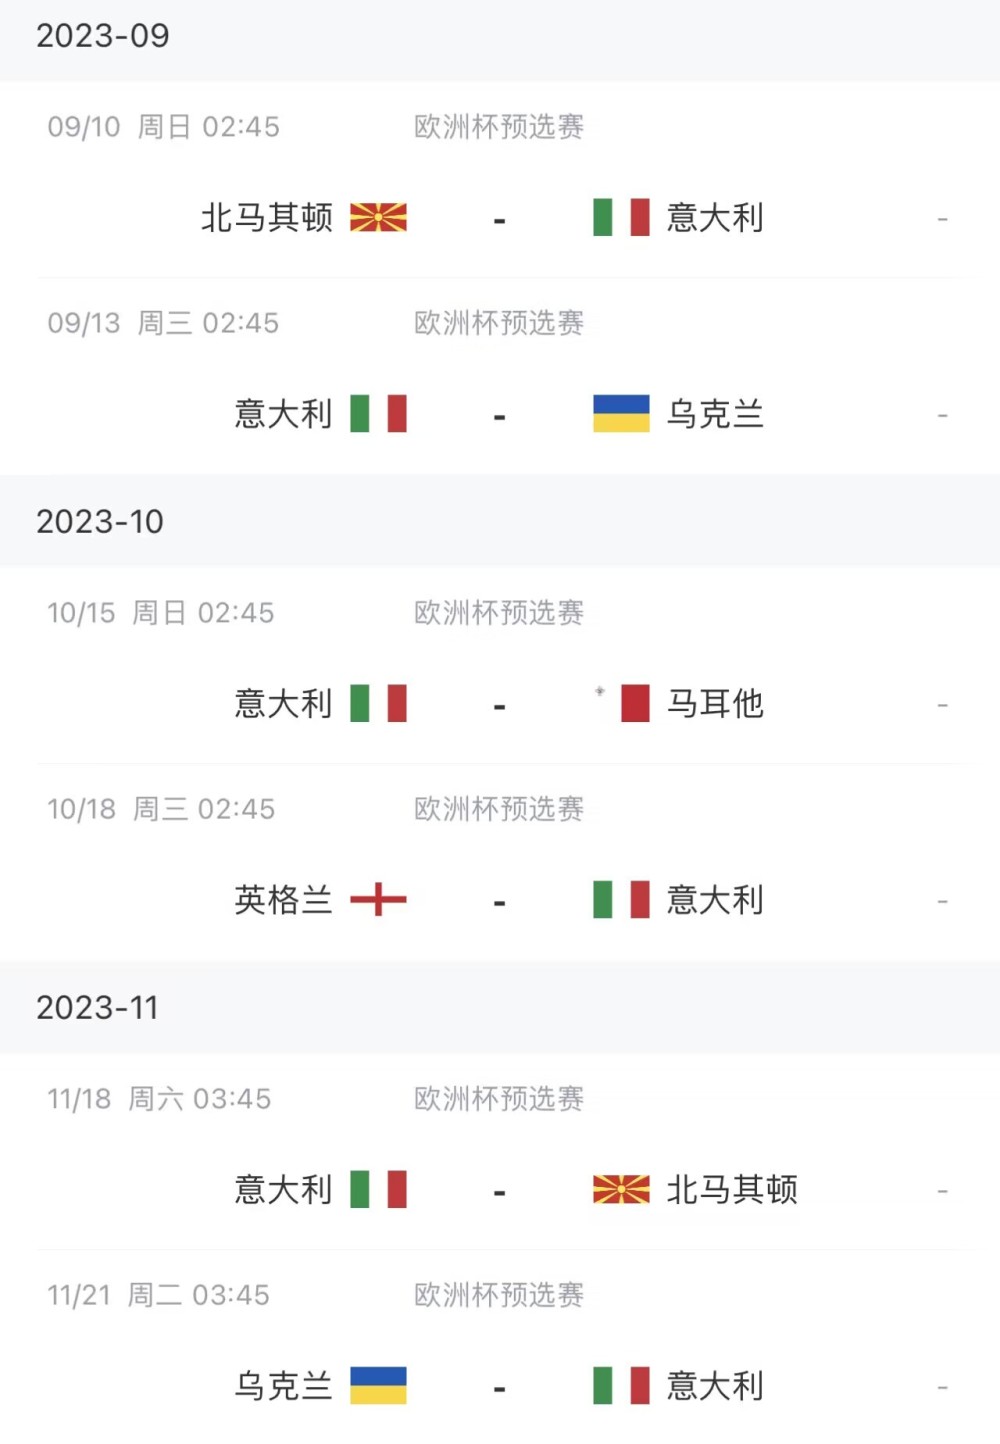 2023-09
09/10 周日 02:45 欧洲杯预选赛
北马其顿 - 意大利 -
09/13 周三 02:45 欧洲杯预选赛
意大利 - 乌克兰 -
2023-10
10/15 周日 02:45 欧洲杯预选赛
意大利 - 马耳他 -
10/18 周三 02:45 欧洲杯预选赛
英格兰 - 意大利 -
2023-11
11/18 周六 03:45 欧洲杯预选赛
意大利 - 北马其顿 -
11/21 周二 03:45 欧洲杯预选赛
乌克兰 - 意大利 -